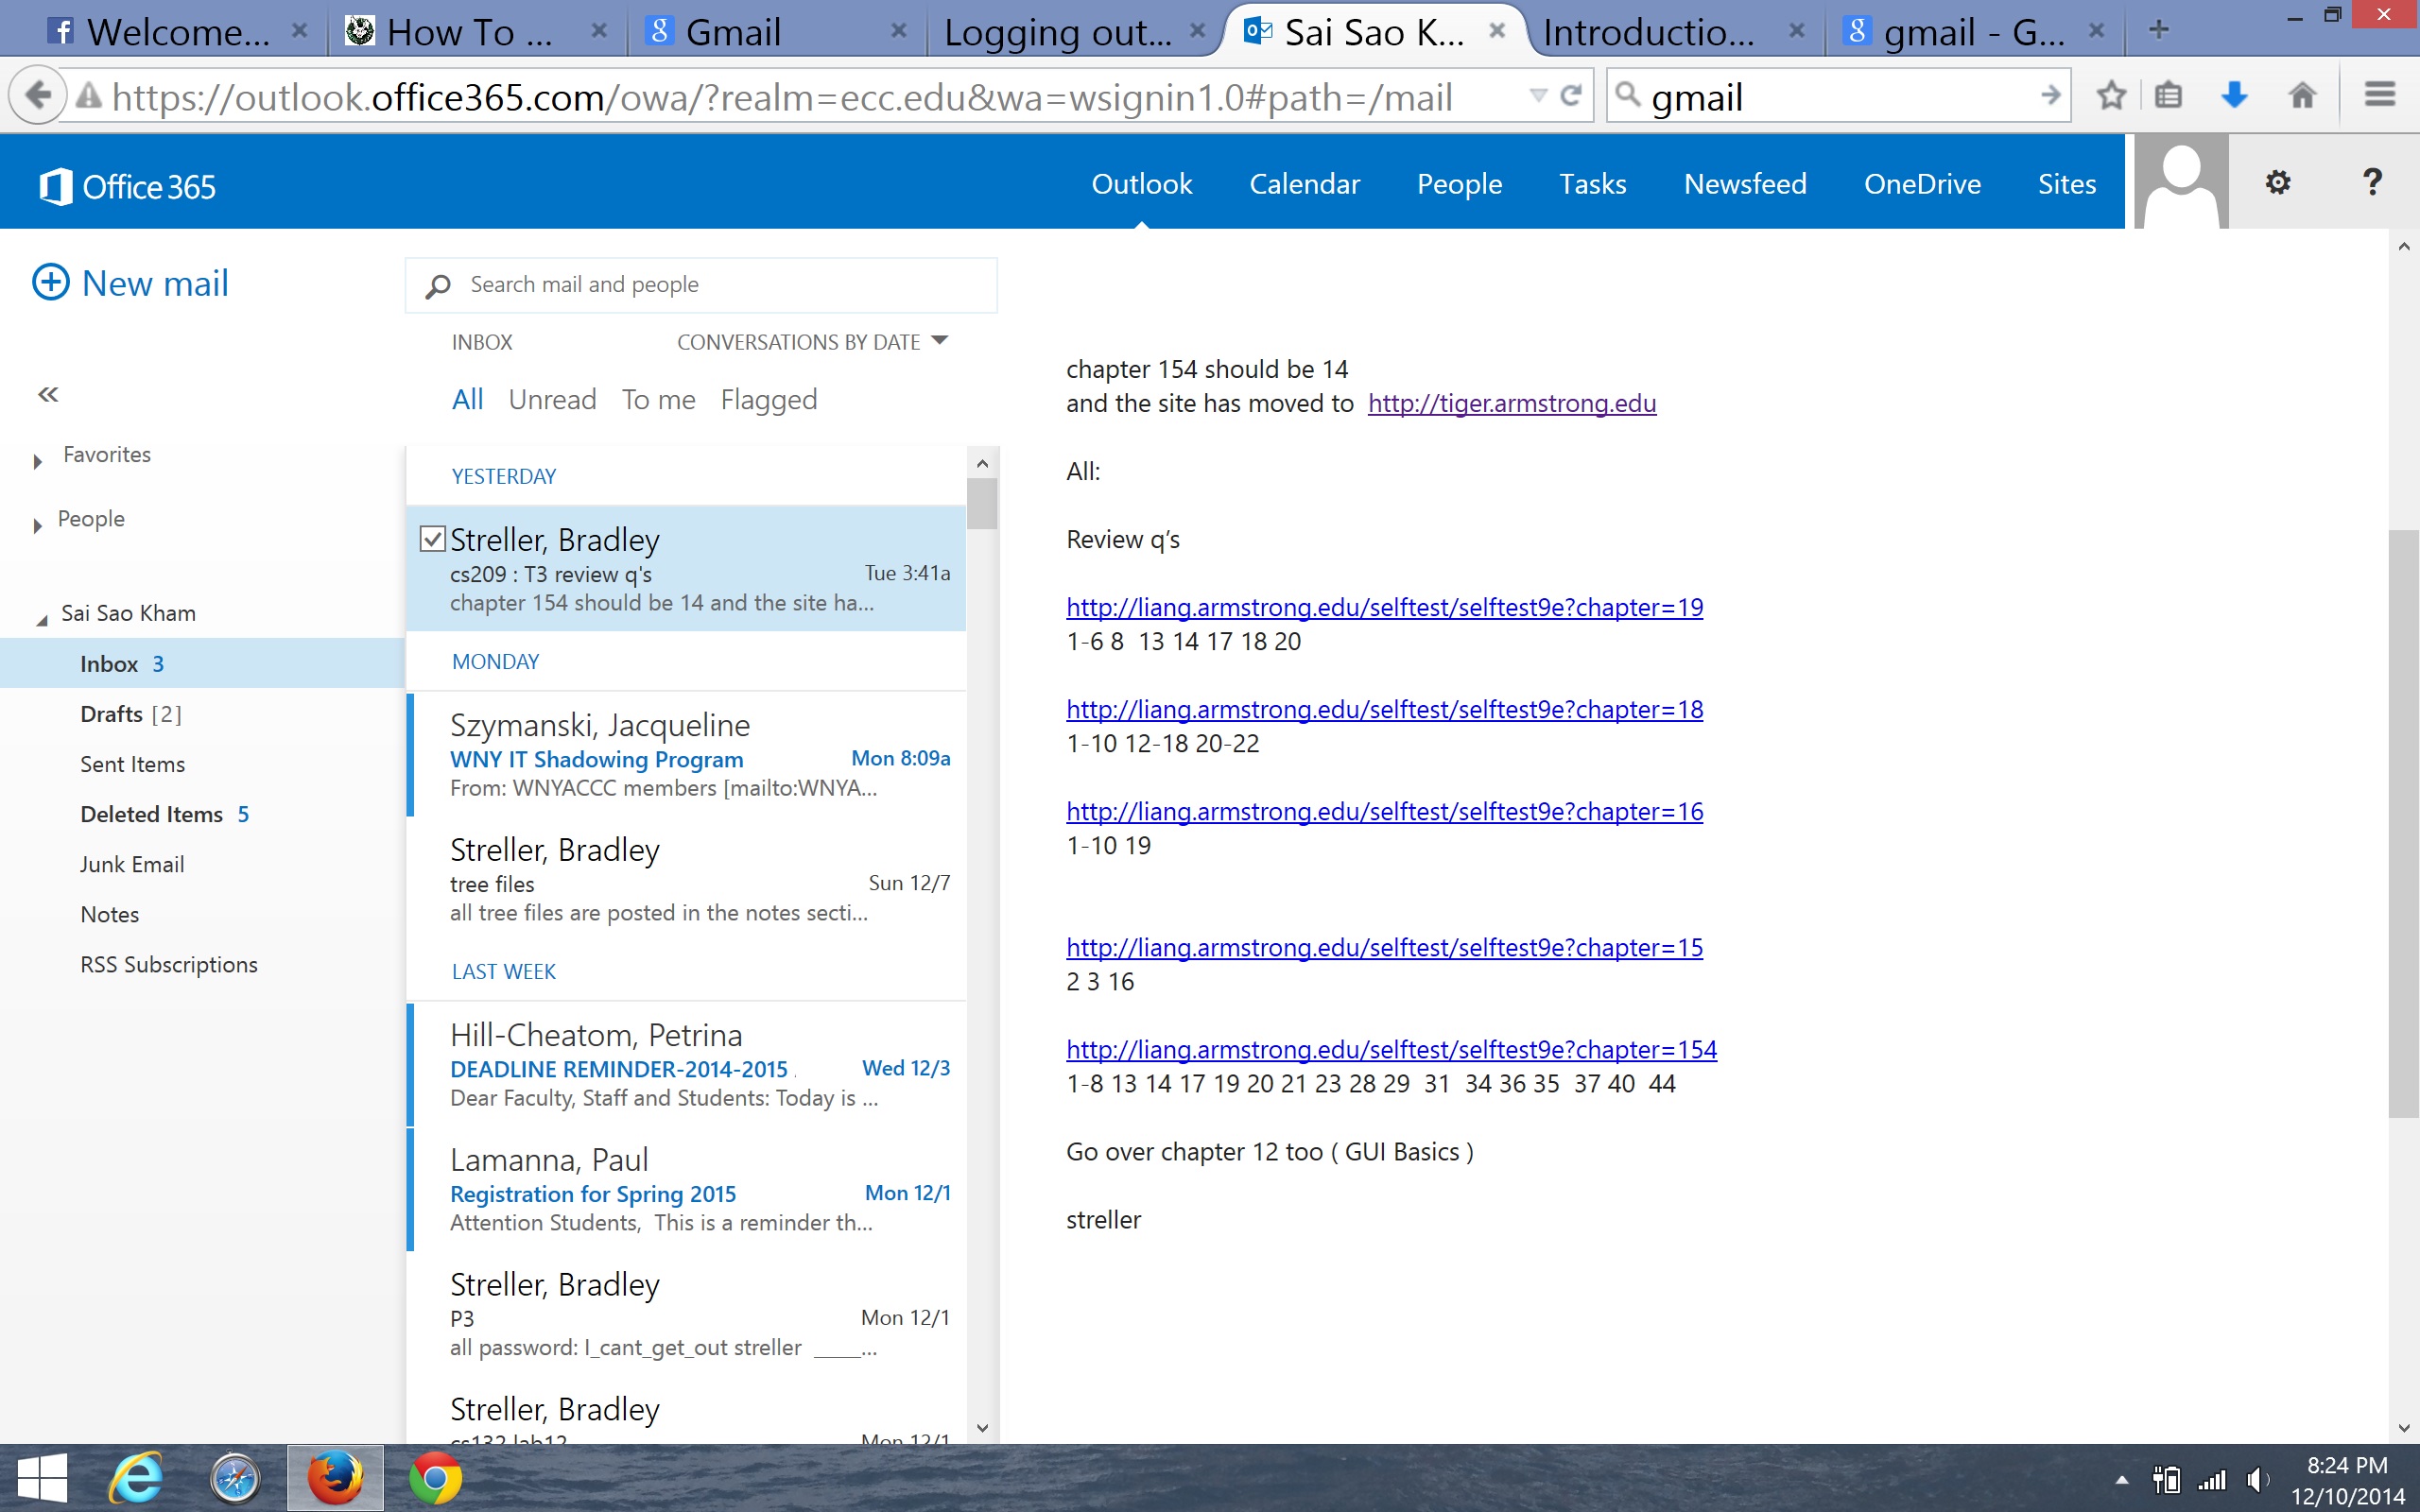 Welcome...
How To ...
Gmail
Logging out...
Sai Sao K...
Introductio...
gmail - G...
https://outlook.office365.com/owa/?realm=ecc.edu&wa=wsignin1.0#path=/mail
gmail
Office 365
Outlook
Calendar
People
Tasks
Newsfeed
OneDrive
Sites
?
New mail
Favorites
People
Sai Sao Kham
Inbox 3
Drafts [2]
Sent Items
Deleted Items 5
Junk Email
Notes
RSS Subscriptions
Search mail and people
INBOX
CONVERSATIONS BY DATE
All Unread To me Flagged
YESTERDAY
Streller, Bradley
cs209 : T3 review q's Tue 3:41a
chapter 154 should be 14 and the site ha...
MONDAY
Szymanski, Jacqueline
WNY IT Shadowing Program Mon 8:09a
From: WNYACCC members [mailto:WNYA...
Streller, Bradley
tree files Sun 12/7
all tree files are posted in the notes secti...
LAST WEEK
Hill-Cheatom, Petrina
DEADLINE REMINDER-2014-2015 Wed 12/3
Dear Faculty, Staff and Students: Today is ...
Lamanna, Paul
Registration for Spring 2015 Mon 12/1
Attention Students, This is a reminder th...
Streller, Bradley
P3 Mon 12/1
all password: I_cant_get_out streller _____...
Streller, Bradley
cs132 lab12 Mon 12/1
chapter 154 should be 14
and the site has moved to http://tiger.armstrong.edu
All:
Review q’s
http://liang.armstrong.edu/selftest/selftest9e?chapter=19
1-6 8 13 14 17 18 20
http://liang.armstrong.edu/selftest/selftest9e?chapter=18
1-10 12-18 20-22
http://liang.armstrong.edu/selftest/selftest9e?chapter=16
1-10 19
http://liang.armstrong.edu/selftest/selftest9e?chapter=15
2 3 16
http://liang.armstrong.edu/selftest/selftest9e?chapter=154
1-8 13 14 17 19 20 21 23 28 29 31 34 36 35 37 40 44
Go over chapter 12 too ( GUI Basics )
streller
8:24 PM
12/10/2014